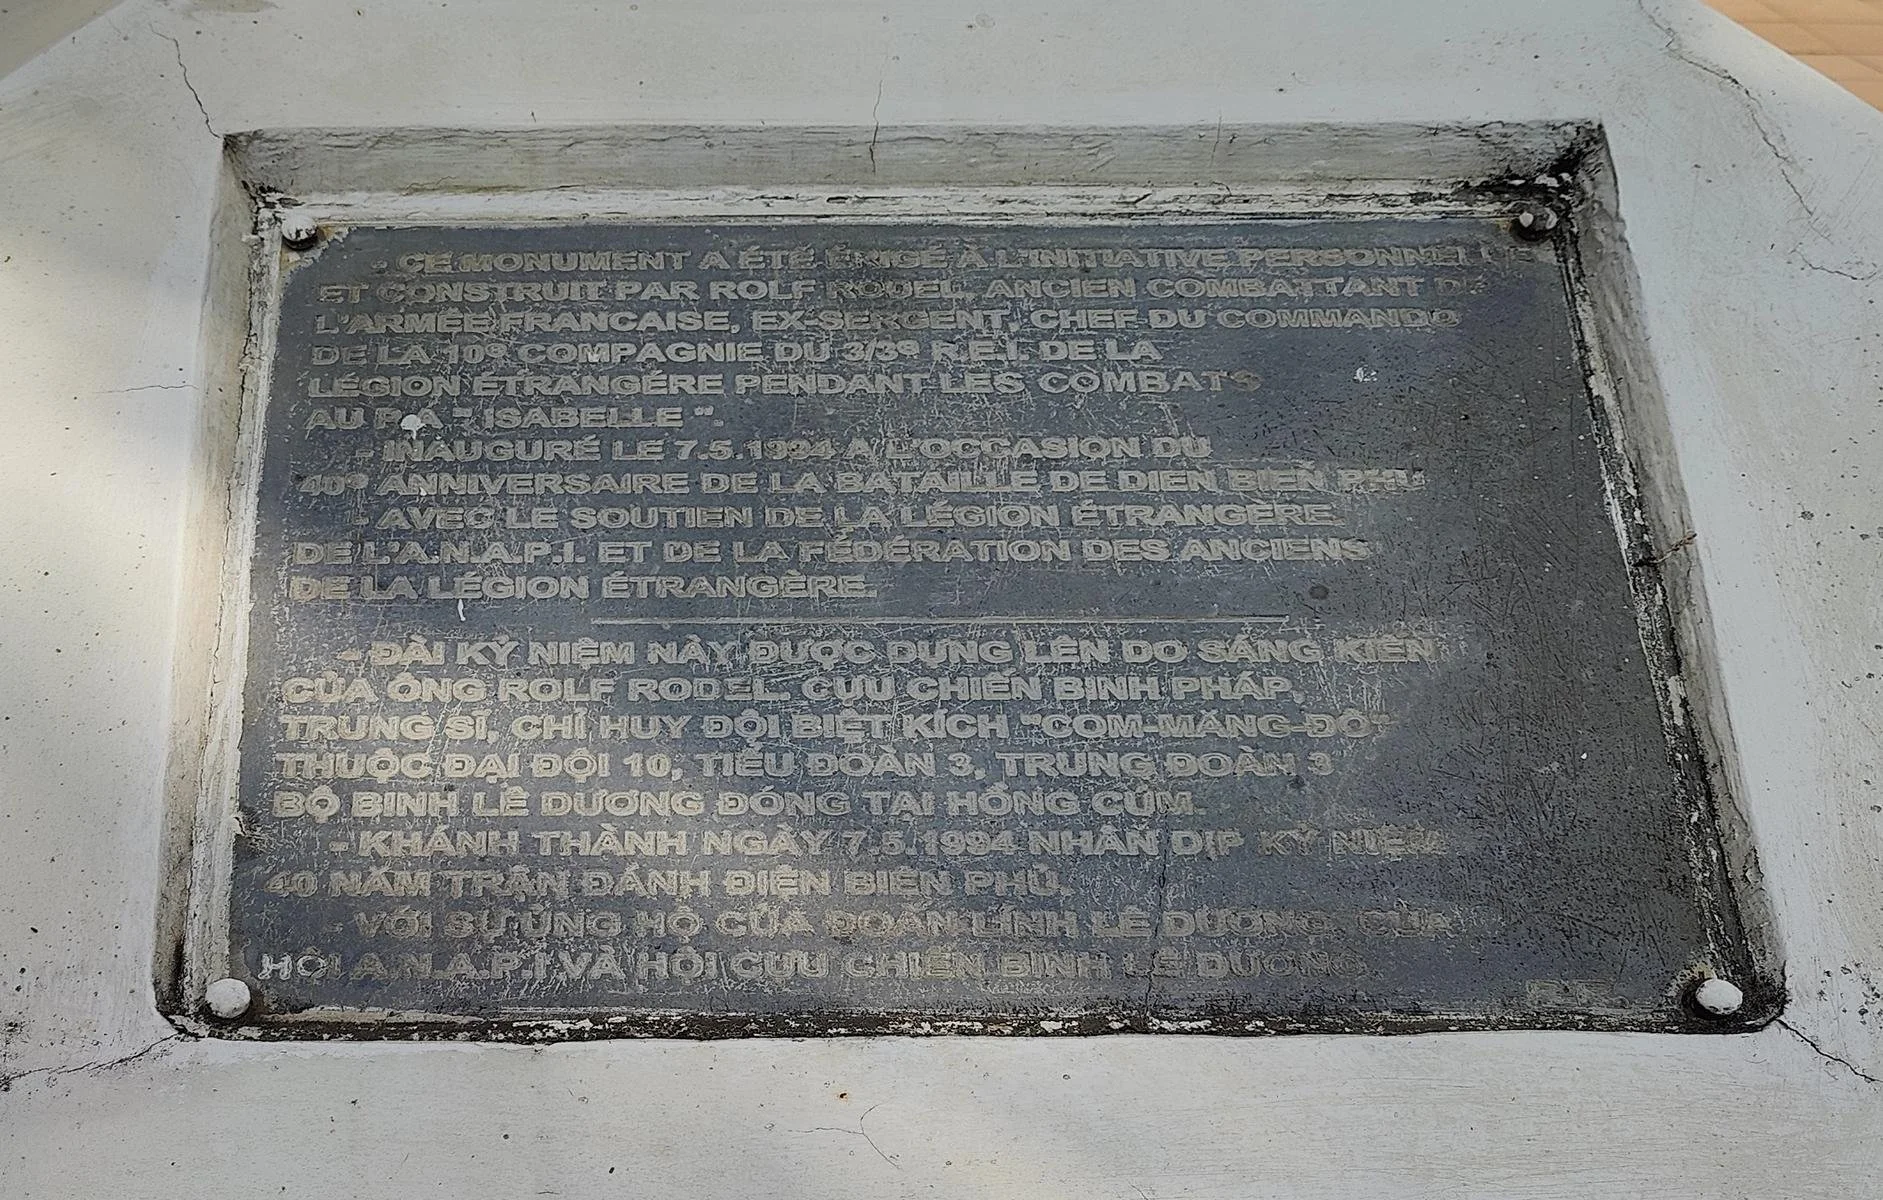 - CE MONUMENT A ÉTÉ ÉRIGÉ À L'INITIATIVE PERSONNELLE
ET CONSTRUIT PAR ROLF RODEL, ANCIEN COMBATTANT DE
L'ARMÉE FRANCAISE, EX-SERGENT, CHEF DU COMMANDO
DE LA 10º COMPAGNIE DU 3/3º R.E.I. DE LA
LÉGION ÉTRANGÉRE PENDANT LES COMBATS
AU P.A " ISABELLE ".
- INAUGURÉ LE 7.5.1994 A L'OCCASION DU
40º ANNIVERSAIRE DE LA BATAILLE DE DIEN BIEN PHU
- AVEC LE SOUTIEN DE LA LÉGION ÉTRANGÈRE,
DE L'A.N.A.P.I. ET DE LA FÉDÉRATION DES ANCIENS
DE LA LÉGION ÉTRANGÈRE.
- ĐÀI KỶ NIỆM NÀY ĐƯỢC DỰNG LÊN DO SÁNG KIẾN
CỦA ÔNG ROLF RODEL, CỰU CHIẾN BINH PHÁP,
TRUNG SĨ, CHỈ HUY ĐỘI BIỆT KÍCH "COM-MĂNG-ĐÔ"
THUỘC ĐẠI ĐỘI 10, TIỂU ĐOÀN 3, TRUNG ĐOÀN 3
BỘ BINH LÊ DƯƠNG ĐÓNG TẠI HỒNG CÚM.
- KHÁNH THÀNH NGÀY 7.5.1994 NHÂN DỊP KỶ NIỆM
40 NĂM TRẬN ĐÁNH ĐIỆN BIÊN PHỦ.
- VỚI SỰ ỦNG HỘ CỦA ĐOÀN LÍNH LÊ DƯƠNG, CỦA
HỘI A.N.A.P.I VÀ HỘI CỰU CHIẾN BINH LÊ DƯƠNG.